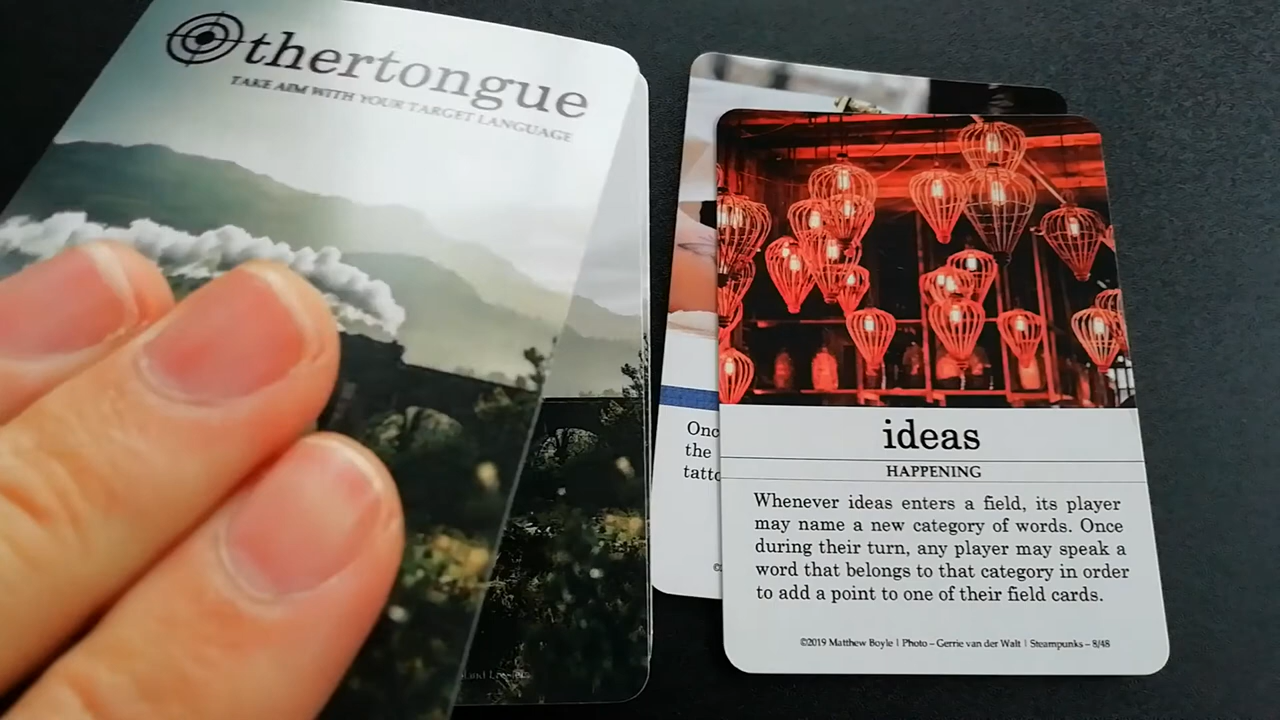 Othertongue
TAKE AIM WITH YOUR TARGET LANGUAGE
Onc
the
tatto
ideas
HAPPENING
Whenever ideas enters a field, its player
may name a new category of words. Once
during their turn, any player may speak a
word that belongs to that category in order
to add a point to one of their field cards.
©2019 Matthew Boyle | Photo – Gerrie van der Walt | Steampunks – 8/48